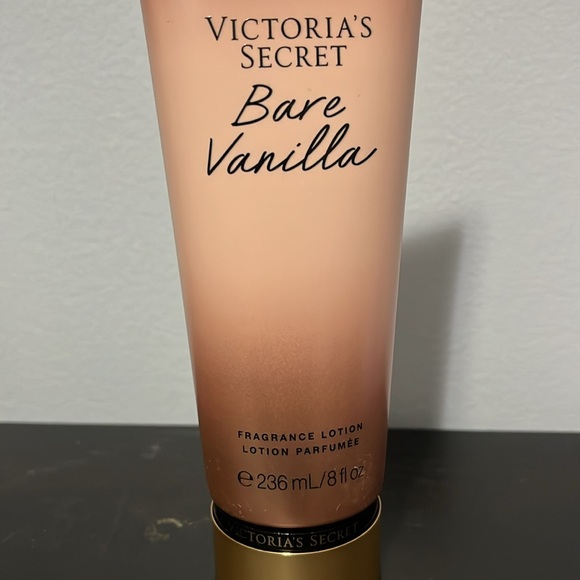 VICTORIA'S
SECRET
Bare
Vanilla
FRAGRANCE LOTION
LOTION PARFUMÉE
℮ 236 mL/8 fl oz
VICTORIA'S SECRET